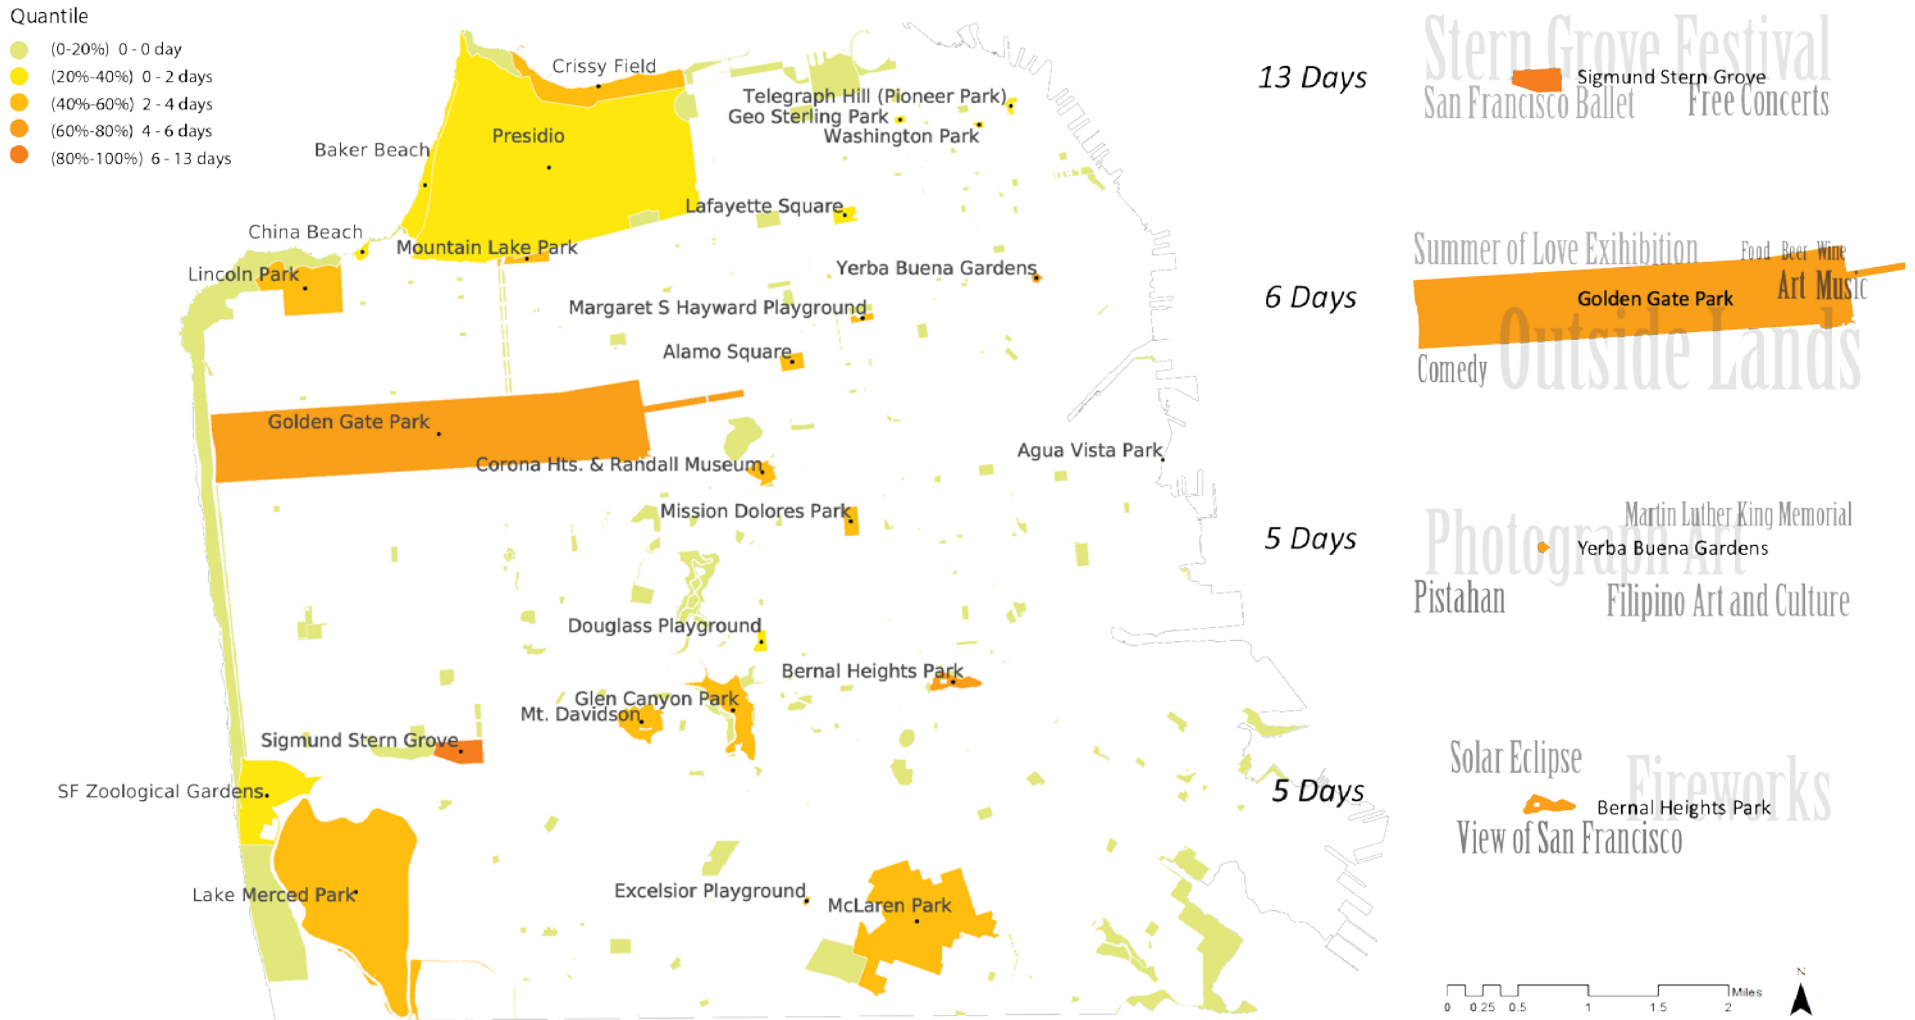 Quantile
(0-20%) 0 - 0 day
(20%-40%) 0 - 2 days
(40%-60%) 2 - 4 days
(60%-80%) 4 - 6 days
(80%-100%) 6 - 13 days
Crissy Field
Telegraph Hill (Pioneer Park)
Geo Sterling Park
Washington Park
Presidio
Baker Beach
Lafayette Square
China Beach
Mountain Lake Park
Lincoln Park
Yerba Buena Gardens
Margaret S Hayward Playground
Alamo Square
Golden Gate Park
Corona Hts. & Randall Museum
Agua Vista Park
Mission Dolores Park
Douglass Playground
Bernal Heights Park
Glen Canyon Park
Mt. Davidson
Sigmund Stern Grove
SF Zoological Gardens
Lake Merced Park
Excelsior Playground
McLaren Park
13 Days
Stern Grove Festival
Sigmund Stern Grove
San Francisco Ballet
Free Concerts
6 Days
Summer of Love Exihibition
Food Beer Wine
Art Music
Golden Gate Park
Outside Lands
Comedy
5 Days
Martin Luther King Memorial
Photograph Art
Yerba Buena Gardens
Pistahan
Filipino Art and Culture
5 Days
Solar Eclipse
Fireworks
Bernal Heights Park
View of San Francisco
N
Miles
0 0.25 0.5 1 1.5 2